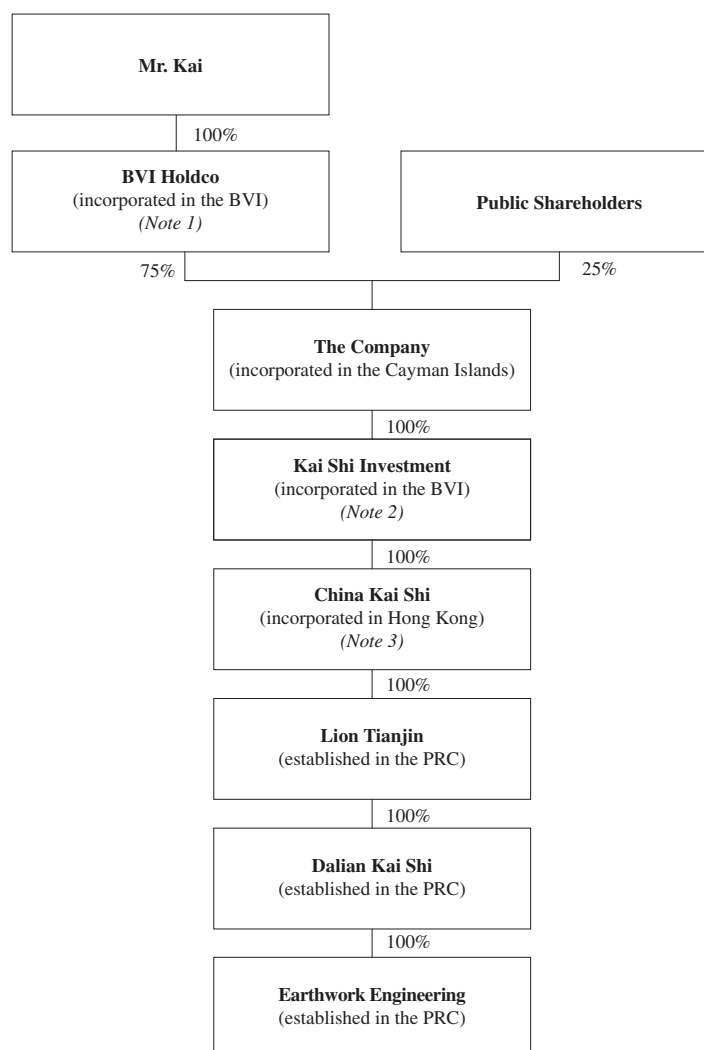 Mr. Kai
100%
BVI Holdco
(incorporated in the BVI)
(Note 1)
Public Shareholders
75%
25%
The Company
(incorporated in the Cayman Islands)
100%
Kai Shi Investment
(incorporated in the BVI)
(Note 2)
100%
China Kai Shi
(incorporated in Hong Kong)
(Note 3)
100%
Lion Tianjin
(established in the PRC)
100%
Dalian Kai Shi
(established in the PRC)
100%
Earthwork Engineering
(established in the PRC)